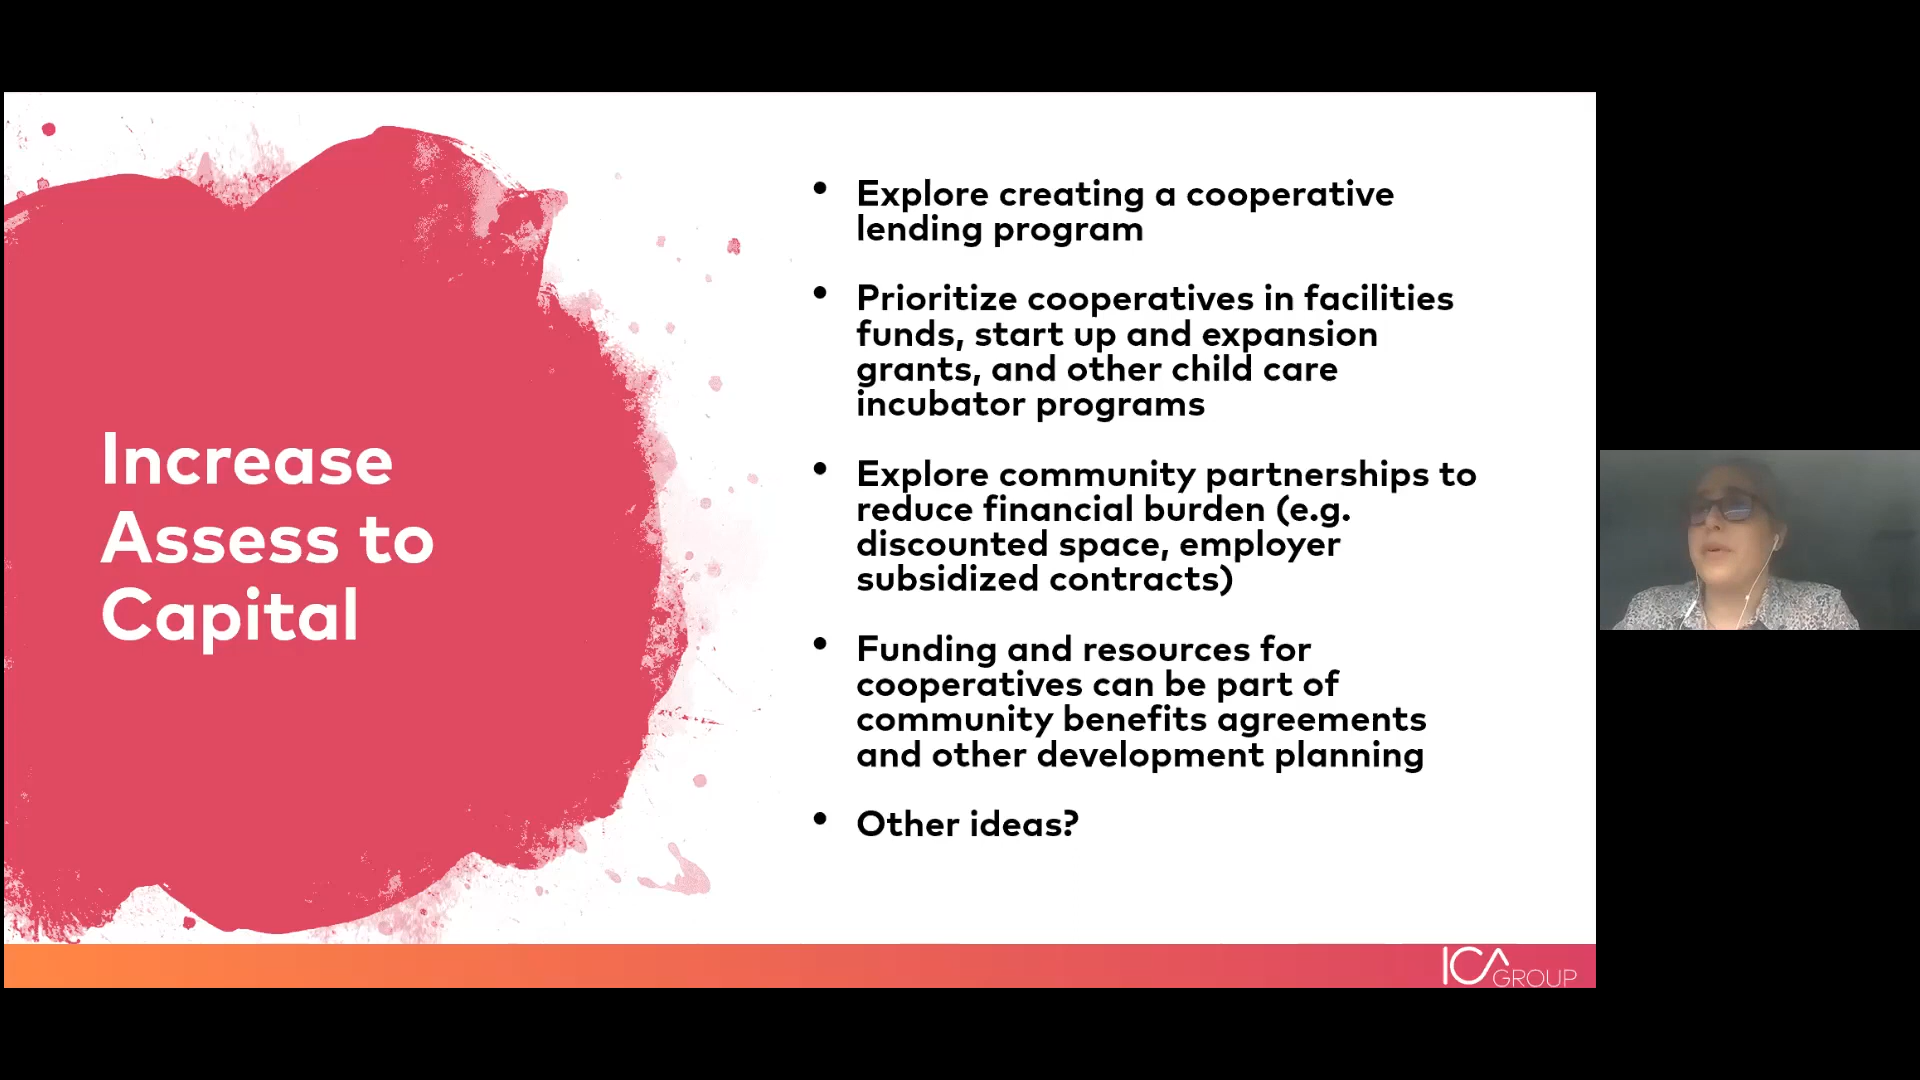 Increase
Assess to
Capital
• Explore creating a cooperative
lending program
• Prioritize cooperatives in facilities
funds, start up and expansion
grants, and other child care
incubator programs
• Explore community partnerships to
reduce financial burden (e.g.
discounted space, employer
subsidized contracts)
• Funding and resources for
cooperatives can be part of
community benefits agreements
and other development planning
• Other ideas?
ICA GROUP